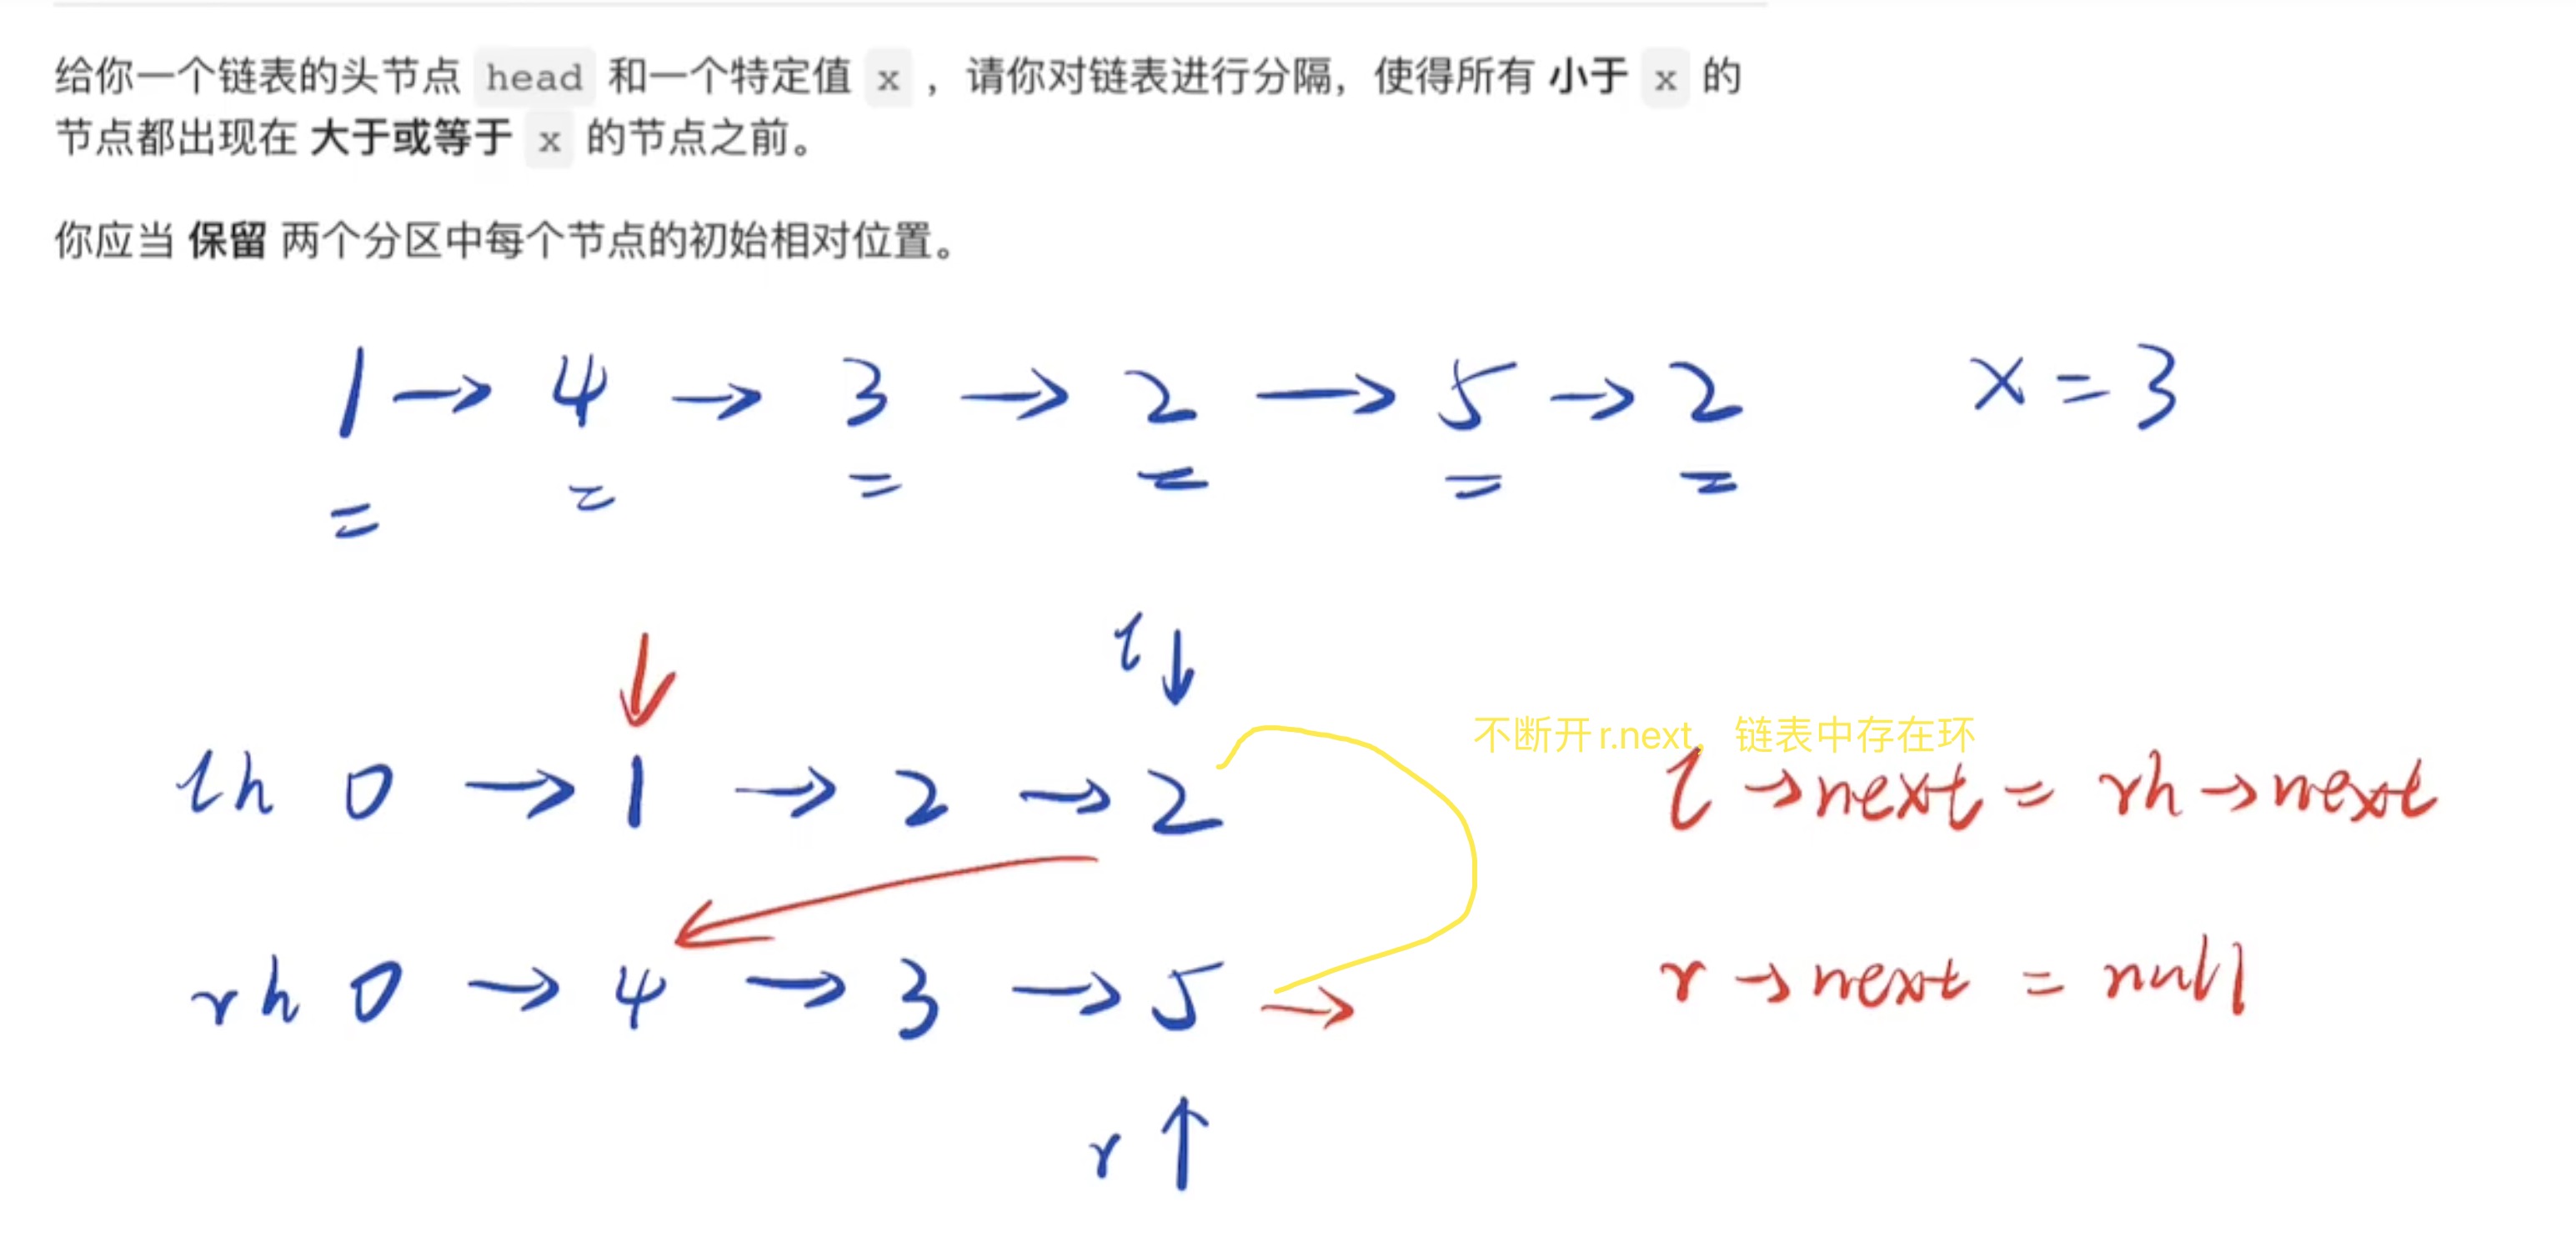 给你一个链表的头节点 head 和一个特定值 x ，请你对链表进行分隔，使得所有 小于 x 的
节点都出现在 大于或等于 x 的节点之前。
你应当 保留 两个分区中每个节点的初始相对位置。
1 → 4 → 3 → 2 → 5 → 2 x = 3
l ↓
不断开r.next，链表中存在环
lh 0 → 1 → 2 → 2 l → next = rh → next
rh 0 → 4 → 3 → 5 → r → next = null
r ↑